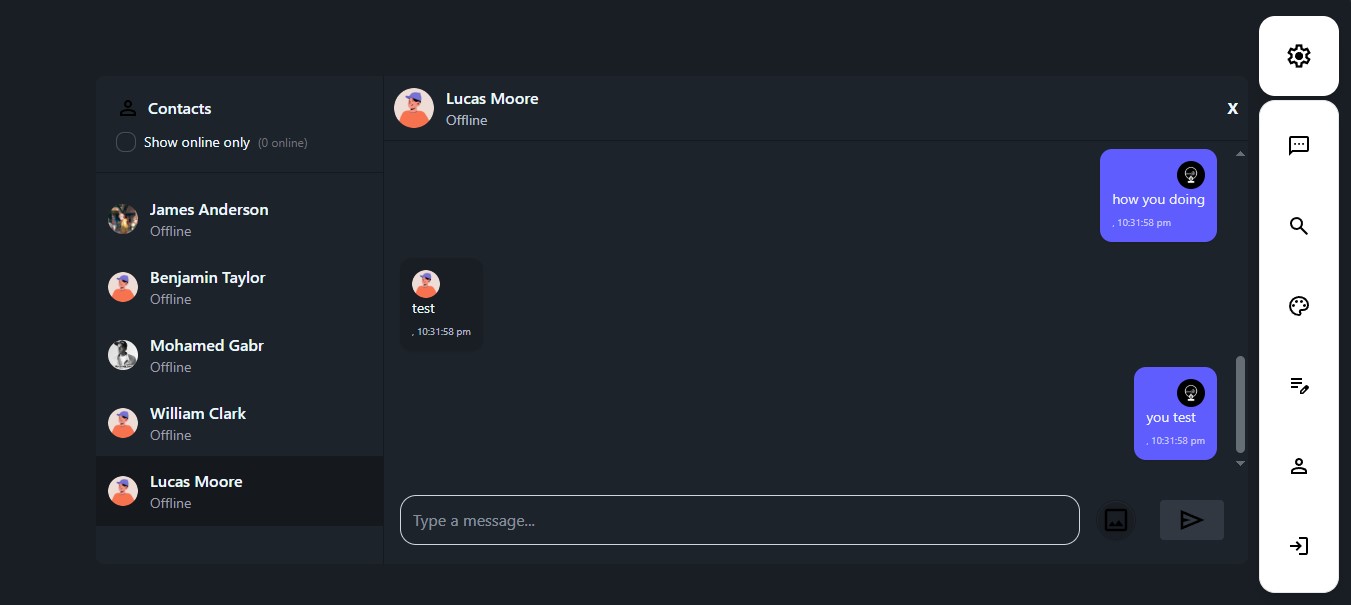 Contacts
Show online only (0 online)
James Anderson
Offline
Benjamin Taylor
Offline
Mohamed Gabr
Offline
William Clark
Offline
Lucas Moore
Offline
Lucas Moore
Offline
X
how you doing
, 10:31:58 pm
test
, 10:31:58 pm
you test
, 10:31:58 pm
Type a message...